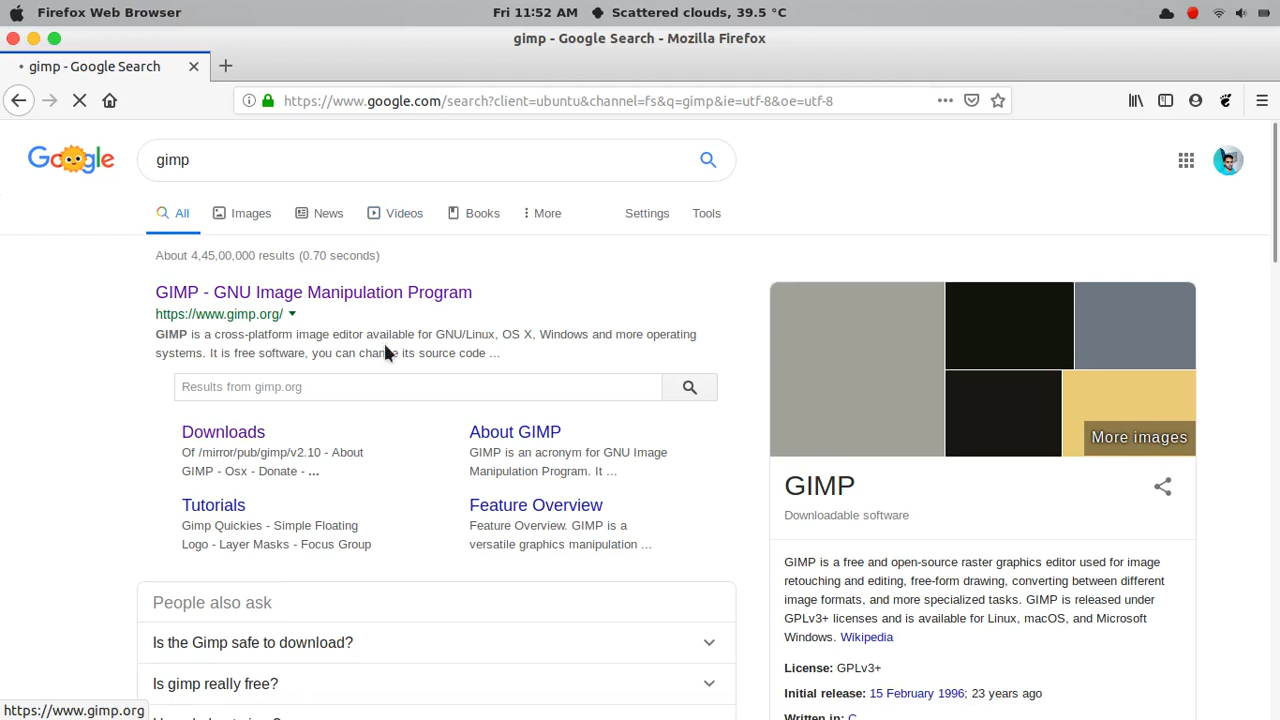 Firefox Web Browser Fri 11:52 AM Scattered clouds, 39.5 °C
gimp - Google Search - Mozilla Firefox
gimp - Google Search
https://www.google.com/search?client=ubuntu&channel=fs&q=gimp&ie=utf-8&oe=utf-8
Google gimp
All Images News Videos Books More Settings Tools
About 4,45,00,000 results (0.70 seconds)
GIMP - GNU Image Manipulation Program
https://www.gimp.org/
GIMP is a cross-platform image editor available for GNU/Linux, OS X, Windows and more operating
systems. It is free software, you can change its source code ...
Results from gimp.org
Downloads
Of /mirror/pub/gimp/v2.10 - About
GIMP - Osx - Donate - ...
About GIMP
GIMP is an acronym for GNU Image
Manipulation Program. It ...
Tutorials
Gimp Quickies - Simple Floating
Logo - Layer Masks - Focus Group
Feature Overview
Feature Overview. GIMP is a
versatile graphics manipulation ...
People also ask
Is the Gimp safe to download?
Is gimp really free?
More images
GIMP
Downloadable software
GIMP is a free and open-source raster graphics editor used for image
retouching and editing, free-form drawing, converting between different
image formats, and more specialized tasks. GIMP is released under
GPLv3+ licenses and is available for Linux, macOS, and Microsoft
Windows. Wikipedia
License: GPLv3+
Initial release: 15 February 1996; 23 years ago
Written in: C
https://www.gimp.org